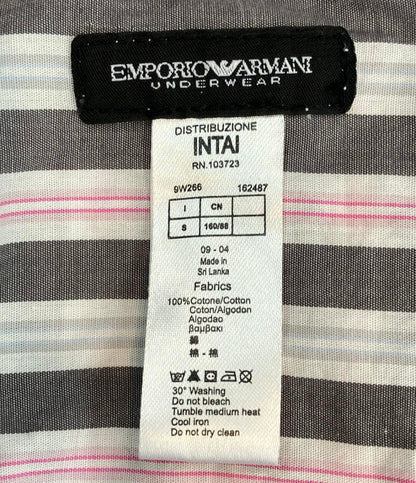 EMPORIO ARMANI
UNDERWEAR
DISTRIBUZIONE
INTAI
RN.103723
9W266 162487
I CN
S 160/88
09 - 04
Made in
Sri Lanka
Fabrics
100%Cotone/Cotton
Coton/Algodon
Algodao
βαμβακι
綿
棉 - 棉
30° Washing
Do not bleach
Tumble medium heat
Cool iron
Do not dry clean